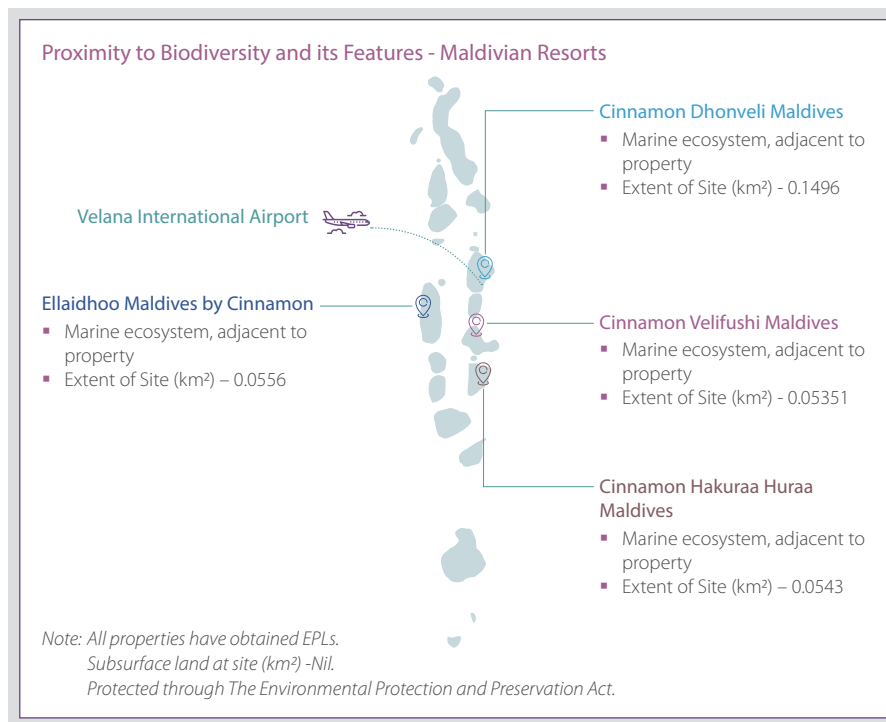 Proximity to Biodiversity and its Features - Maldivian Resorts
Cinnamon Dhonveli Maldives
▪ Marine ecosystem, adjacent to
property
▪ Extent of Site (km²) - 0.1496
Velana International Airport
Ellaidhoo Maldives by Cinnamon
▪ Marine ecosystem, adjacent to
property
▪ Extent of Site (km²) – 0.0556
Cinnamon Velifushi Maldives
▪ Marine ecosystem, adjacent to
property
▪ Extent of Site (km²) - 0.05351
Cinnamon Hakuraa Huraa
Maldives
▪ Marine ecosystem, adjacent to
property
▪ Extent of Site (km²) – 0.0543
Note: All properties have obtained EPLs.
Subsurface land at site (km²) -Nil.
Protected through The Environmental Protection and Preservation Act.